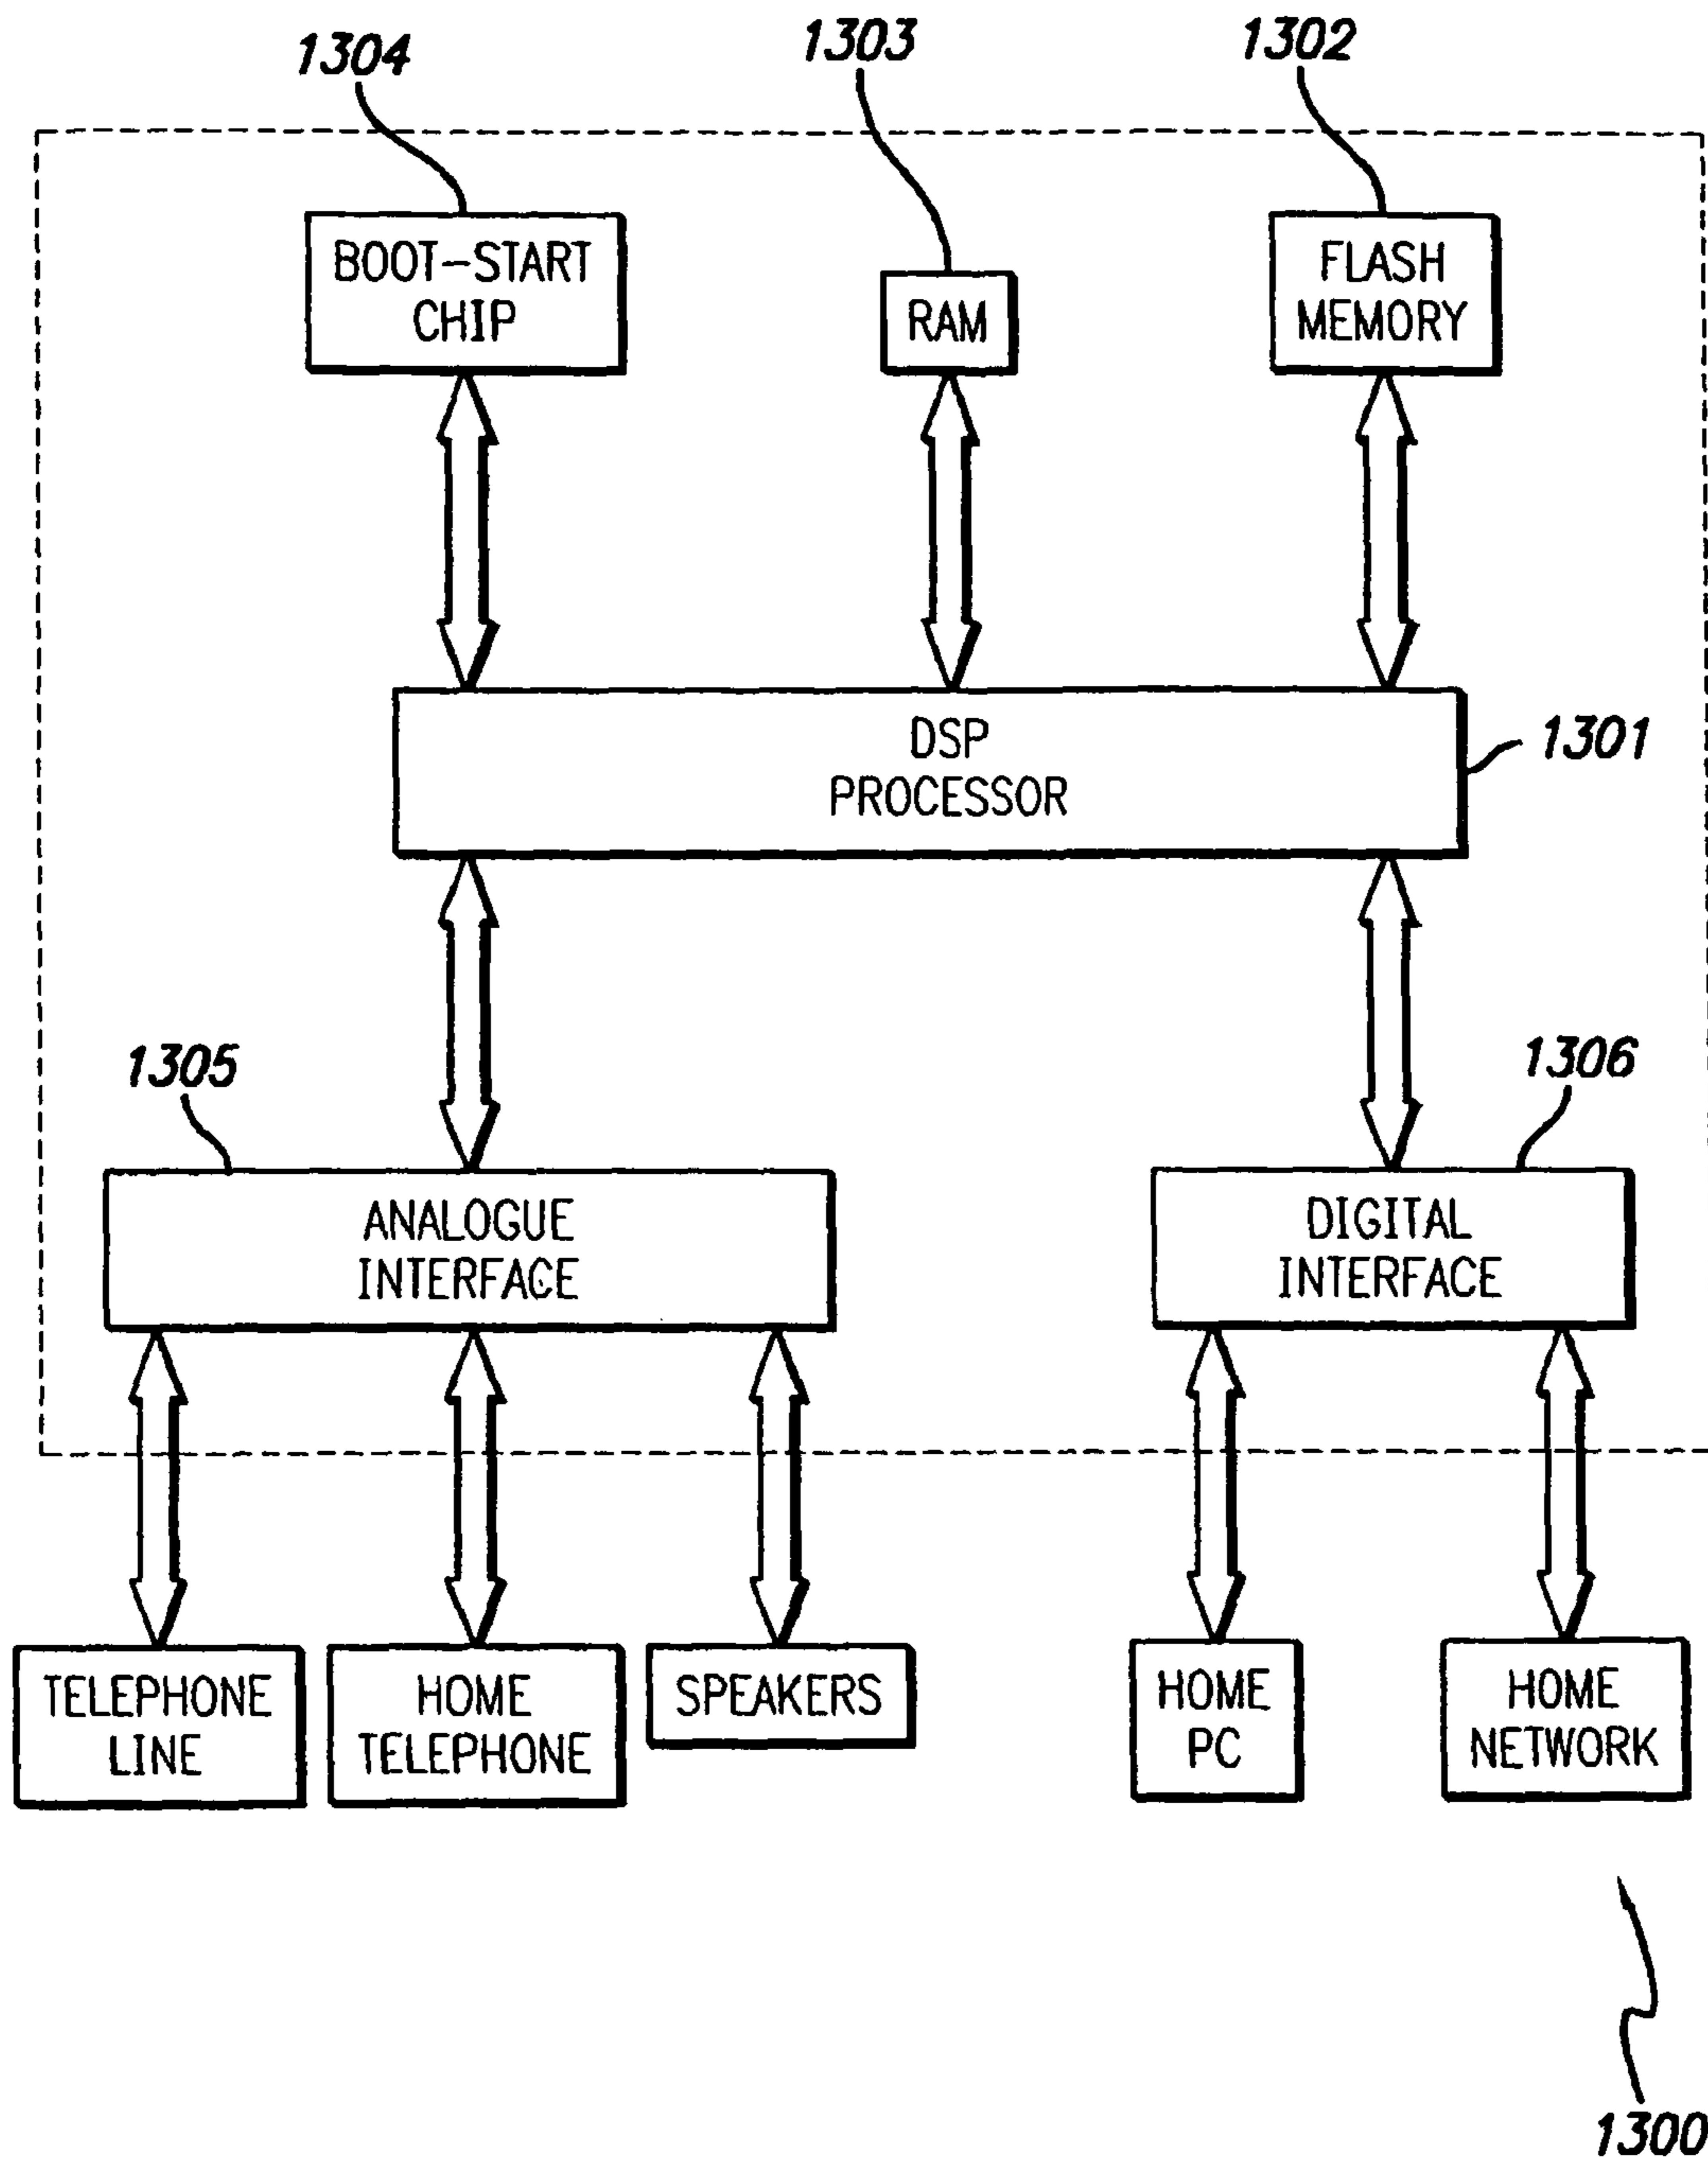 1304
1303
1302
BOOT-START
CHIP
RAM
FLASH
MEMORY
DSP
PROCESSOR
1301
1305
1306
ANALOGUE
INTERFACE
DIGITAL
INTERFACE
TELEPHONE
LINE
HOME
TELEPHONE
SPEAKERS
HOME
PC
HOME
NETWORK
1300